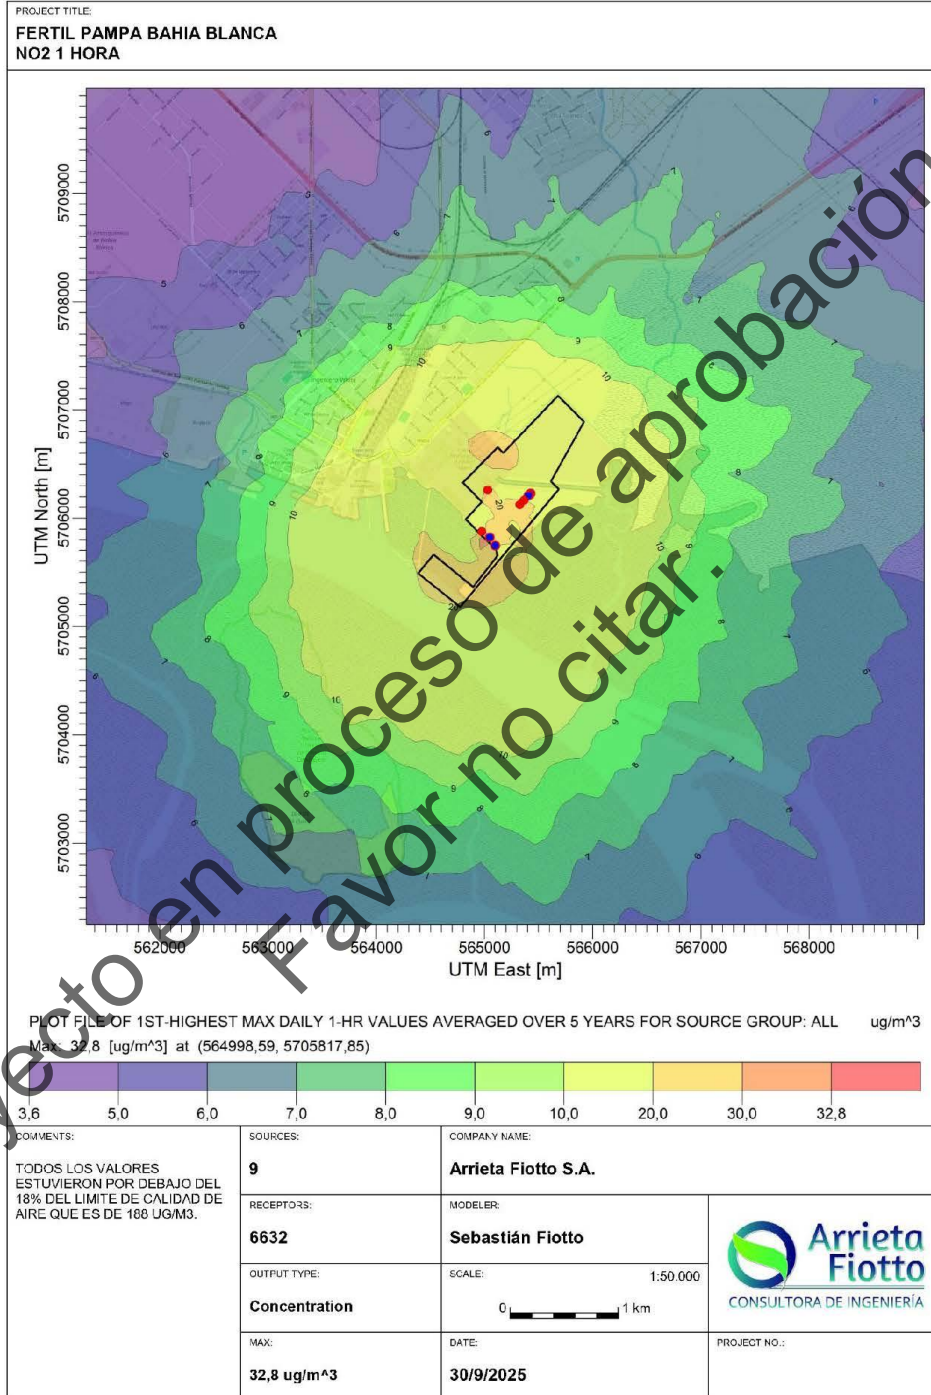 PROJECT TITLE:
FERTIL PAMPA BAHIA BLANCA
NO2 1 HORA
UTM North [m]
5709000
5708000
5707000
5706000
5705000
5704000
5703000
562000
563000
564000
565000
566000
567000
568000
UTM East [m]
yecto en proceso de aprobación
Favor no citar.
PLOT FILE OF 1ST-HIGHEST MAX DAILY 1-HR VALUES AVERAGED OVER 5 YEARS FOR SOURCE GROUP: ALL ug/m^3
Max: 32,8 [ug/m^3] at (564998,59, 5705817,85)
3,6 5,0 6,0 7,0 8,0 9,0 10,0 20,0 30,0 32,8
COMMENTS:
TODOS LOS VALORES
ESTUVIERON POR DEBAJO DEL
18% DEL LIMITE DE CALIDAD DE
AIRE QUE ES DE 188 UG/M3.
SOURCES:
9
COMPANY NAME:
Arrieta Fiotto S.A.
RECEPTORS:
6632
MODELER:
Sebastián Fiotto
OUTPUT TYPE:
Concentration
SCALE:
1:50.000
0 1 km
MAX:
32,8 ug/m^3
DATE:
30/9/2025
Arrieta
Fiotto
CONSULTORA DE INGENIERÍA
PROJECT NO.: